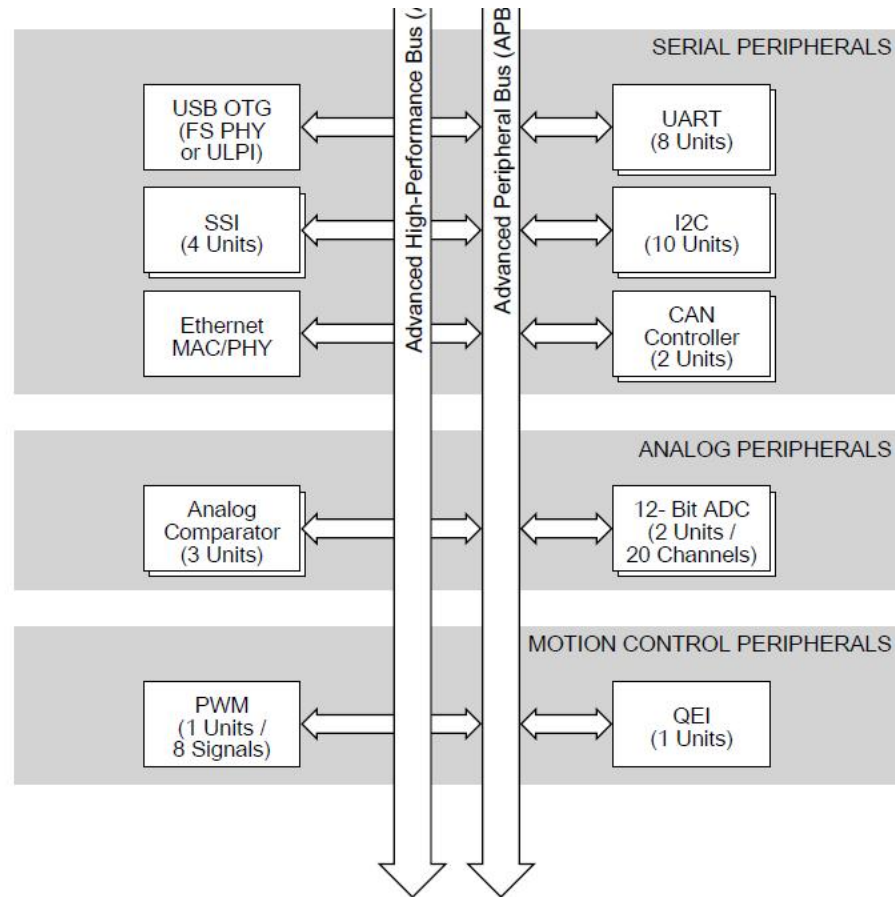 Advanced High-Performance Bus (
Advanced Peripheral Bus (APB
SERIAL PERIPHERALS
USB OTG
(FS PHY
or ULPI)
UART
(8 Units)
SSI
(4 Units)
I2C
(10 Units)
Ethernet
MAC/PHY
CAN
Controller
(2 Units)
ANALOG PERIPHERALS
Analog
Comparator
(3 Units)
12- Bit ADC
(2 Units /
20 Channels)
MOTION CONTROL PERIPHERALS
PWM
(1 Units /
8 Signals)
QEI
(1 Units)